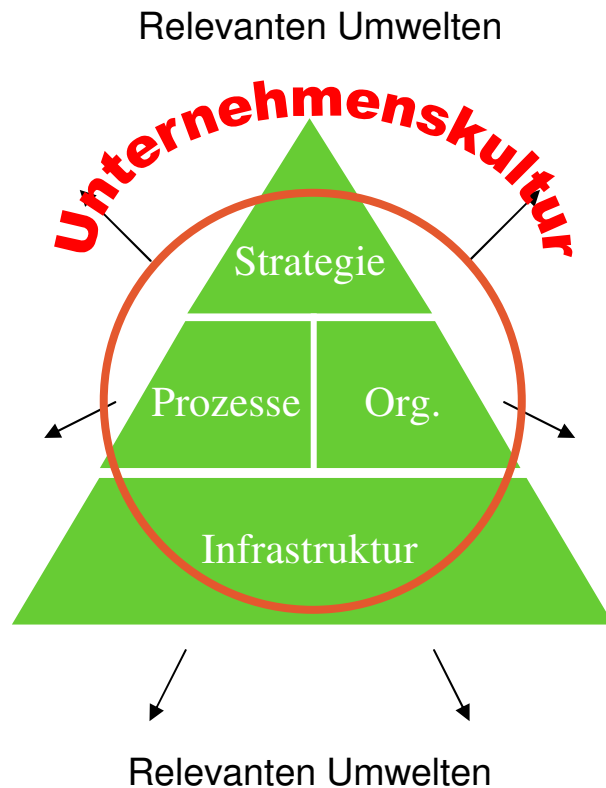 Relevanten Umwelten
Unternehmenskultur
Strategie
Prozesse
Org.
Infrastruktur
Relevanten Umwelten